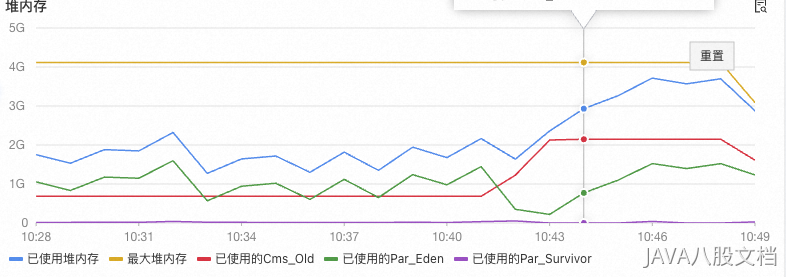 堆内存
5G
4G
重置
3G
2G
1G
0
10:28 10:31 10:34 10:37 10:40 10:43 10:46 10:49
已使用堆内存 最大堆内存 已使用的Cms_Old 已使用的Par_Eden 已使用的Par_Survivor
JAVA八股文档